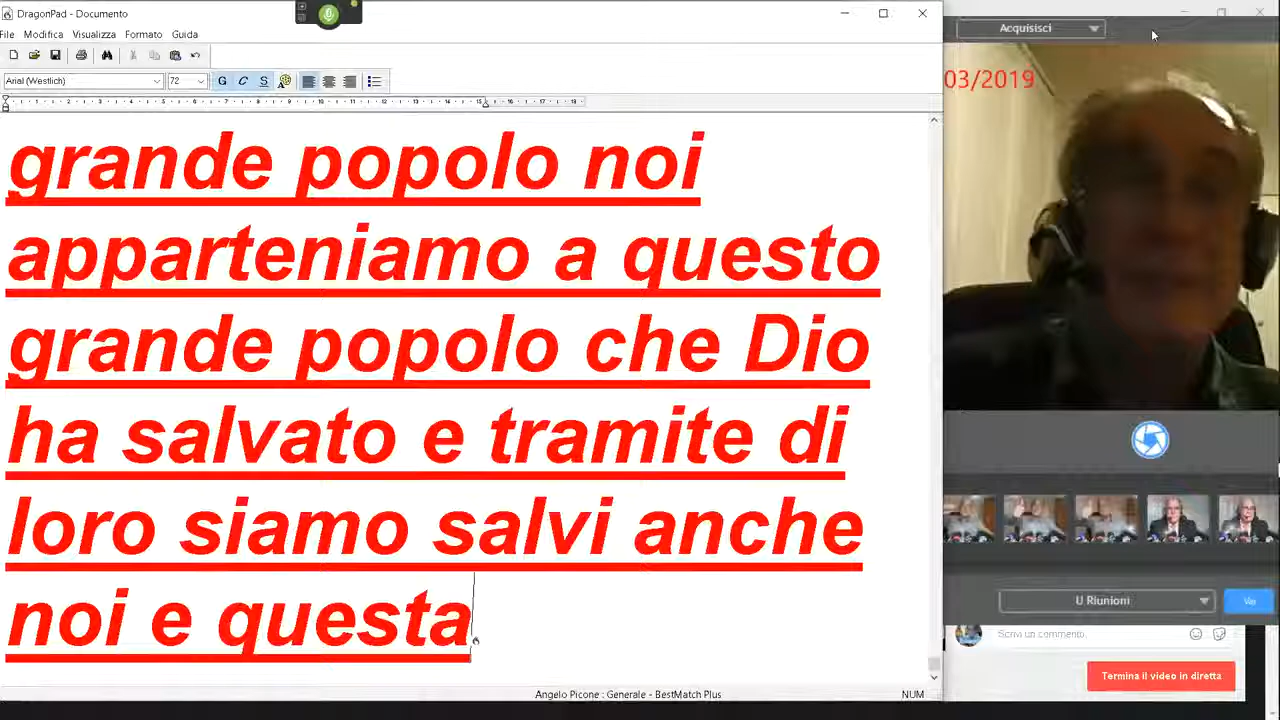 DragonPad - Documento
File Modifica Visualizza Formato Guida
Arial (Westlich) 72
G C S
grande popolo noi
apparteniamo a questo
grande popolo che Dio
ha salvato e tramite di
loro siamo salvi anche
noi e questa
Angelo Picone : Generale - BestMatch Plus
NUM
Acquisisci
03/2019
U Riunioni
Scrivi un commento
Termina il video in diretta